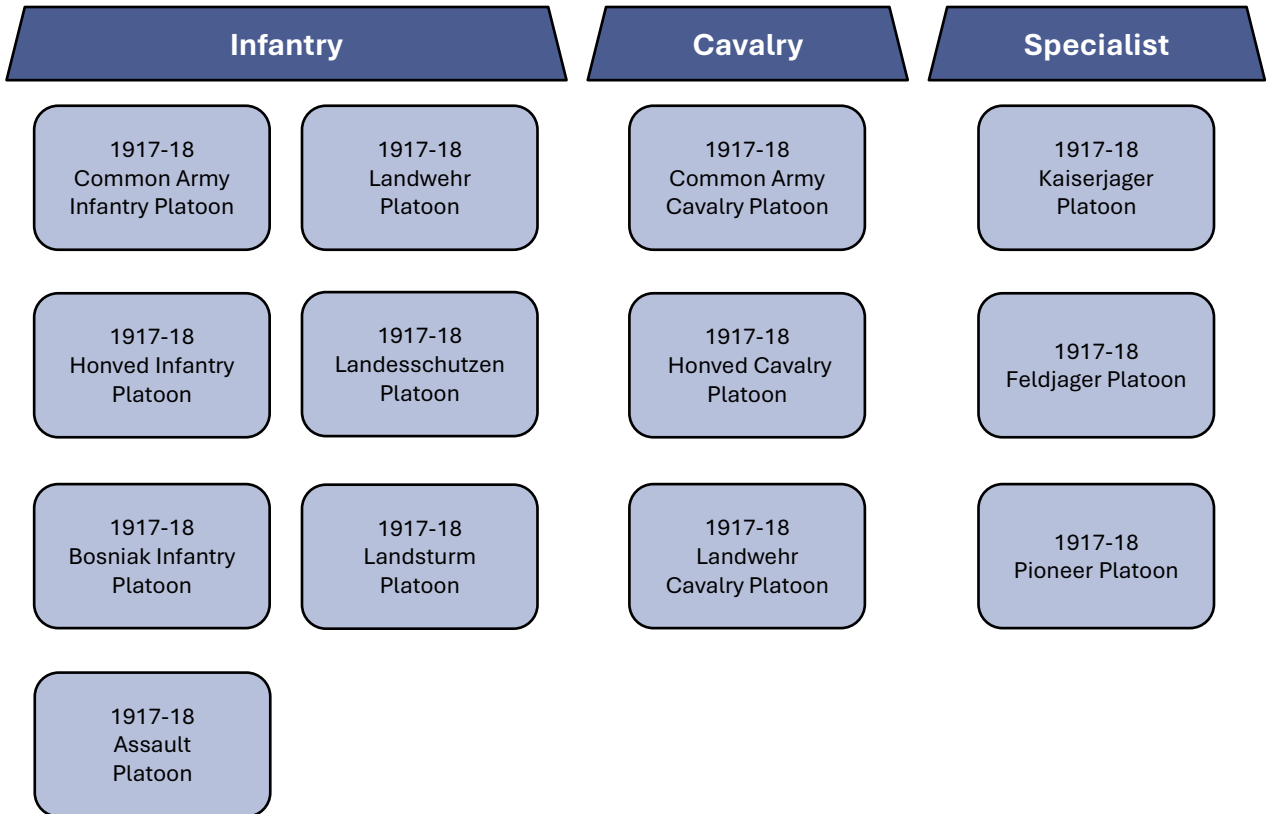 Infantry
Cavalry
Specialist
1917-18
Common Army
Infantry Platoon
1917-18
Landwehr
Platoon
1917-18
Common Army
Cavalry Platoon
1917-18
Kaiserjager
Platoon
1917-18
Honved Infantry
Platoon
1917-18
Landesschutzen
Platoon
1917-18
Honved Cavalry
Platoon
1917-18
Feldjager Platoon
1917-18
Bosniak Infantry
Platoon
1917-18
Landsturm
Platoon
1917-18
Landwehr
Cavalry Platoon
1917-18
Pioneer Platoon
1917-18
Assault
Platoon